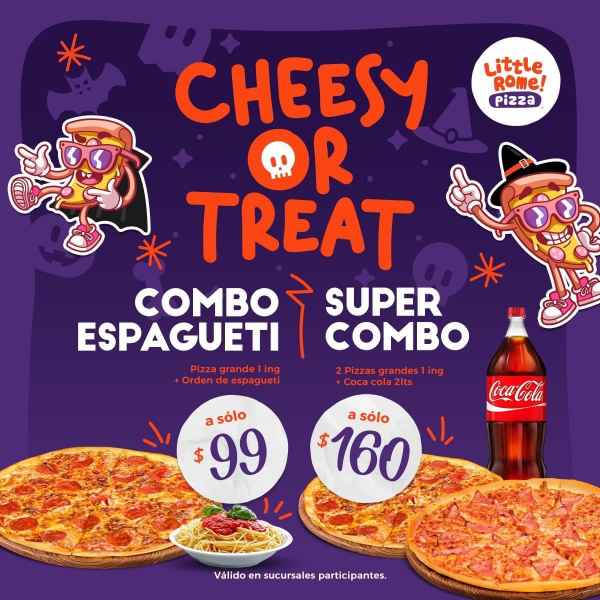 CHEESY
OR
TREAT
Little
Rome!
Pizza
COMBO
ESPAGUETI
Pizza grande 1 ing
+ Orden de espagueti
a sólo
$99
SUPER
COMBO
2 Pizzas grandes 1 ing
+ Coca cola 2lts
a sólo
$160
Coca-Cola
Válido en sucursales participantes.